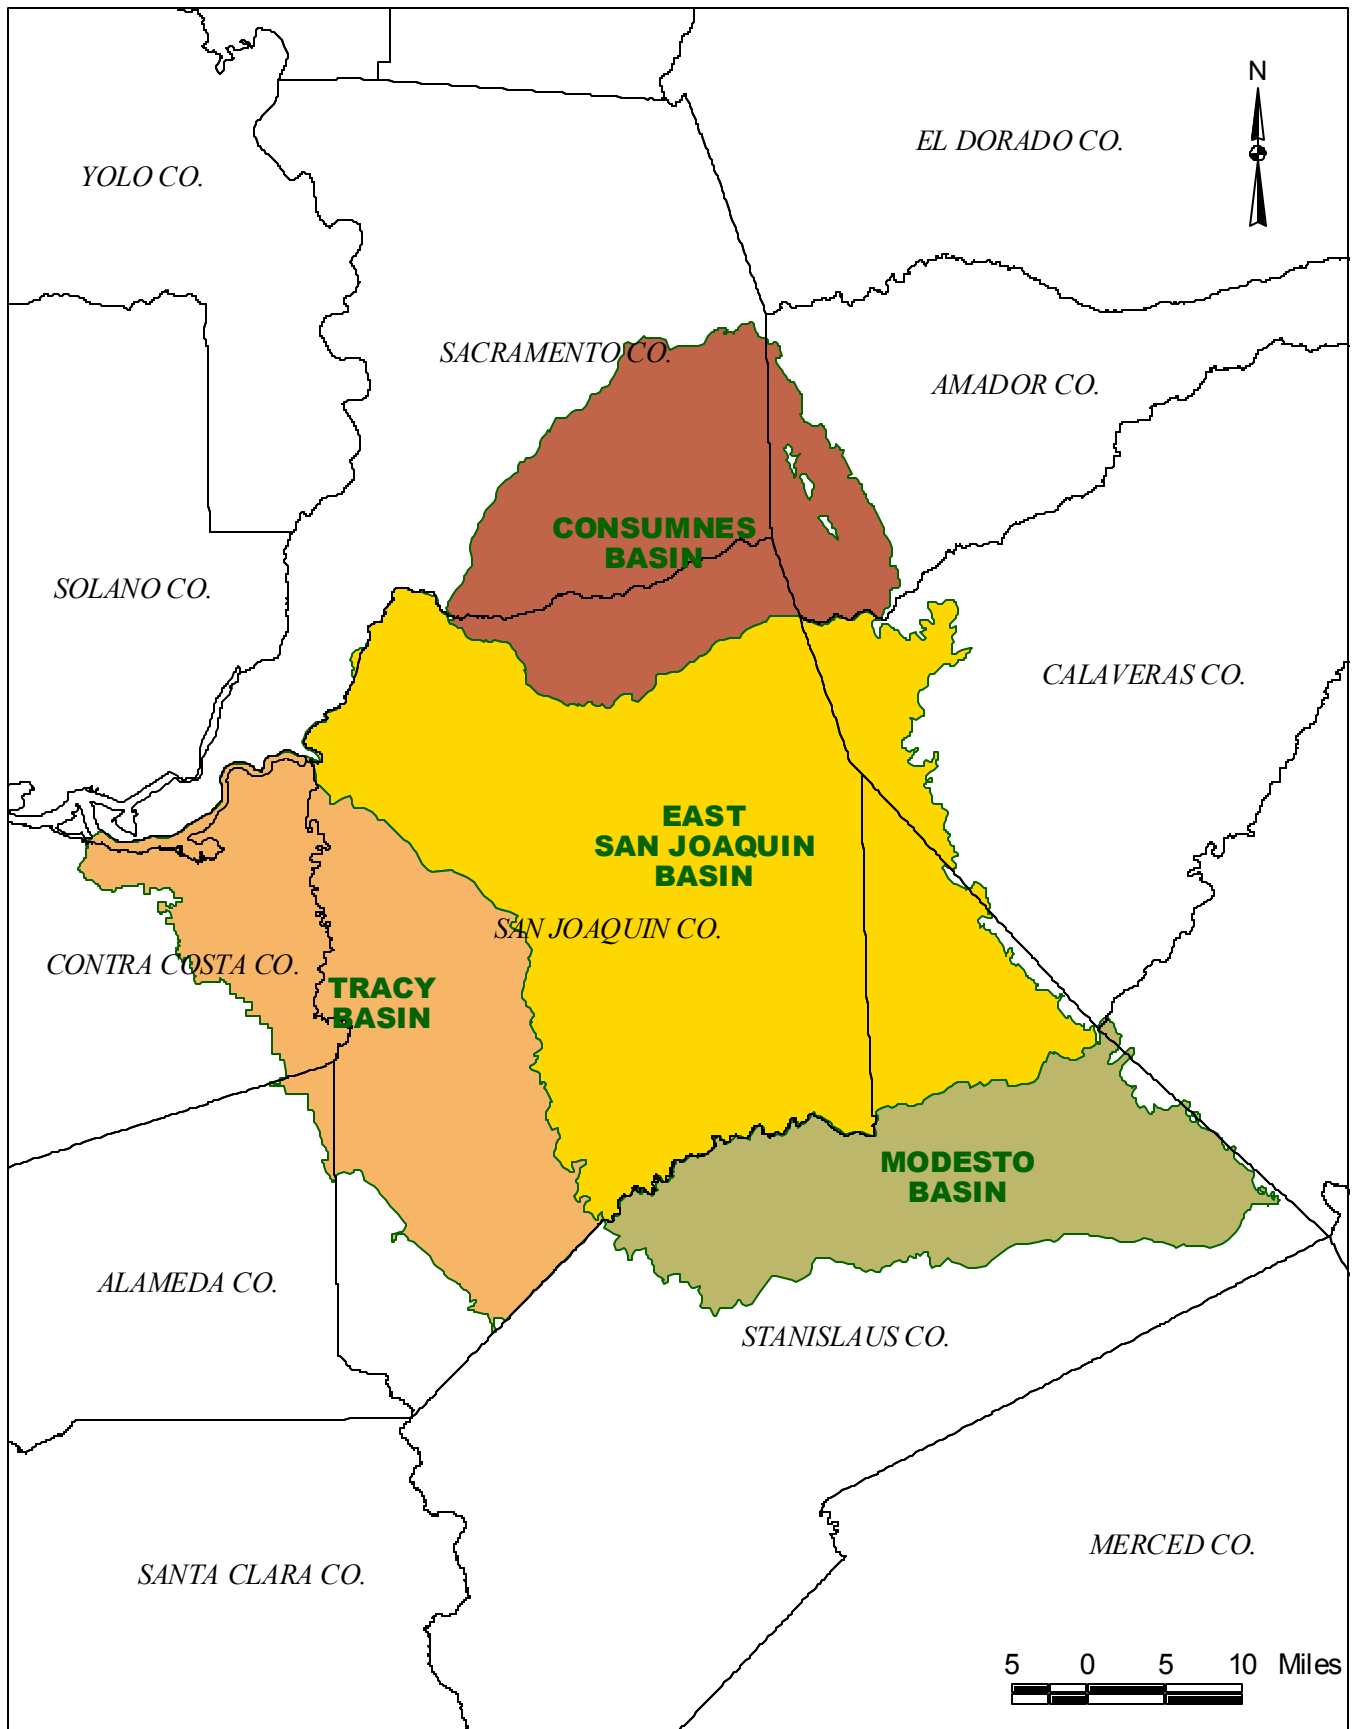 N
EL DORADO CO.
YOLO CO.
SACRAMENTO CO.
AMADOR CO.
CONSUMNES
BASIN
SOLANO CO.
CALAVERAS CO.
EAST
SAN JOAQUIN
BASIN
SAN JOAQUIN CO.
CONTRA COSTA CO.
TRACY
BASIN
MODESTO
BASIN
ALAMEDA CO.
STANISLAUS CO.
MERCED CO.
SANTA CLARA CO.
5 0 5 10 Miles